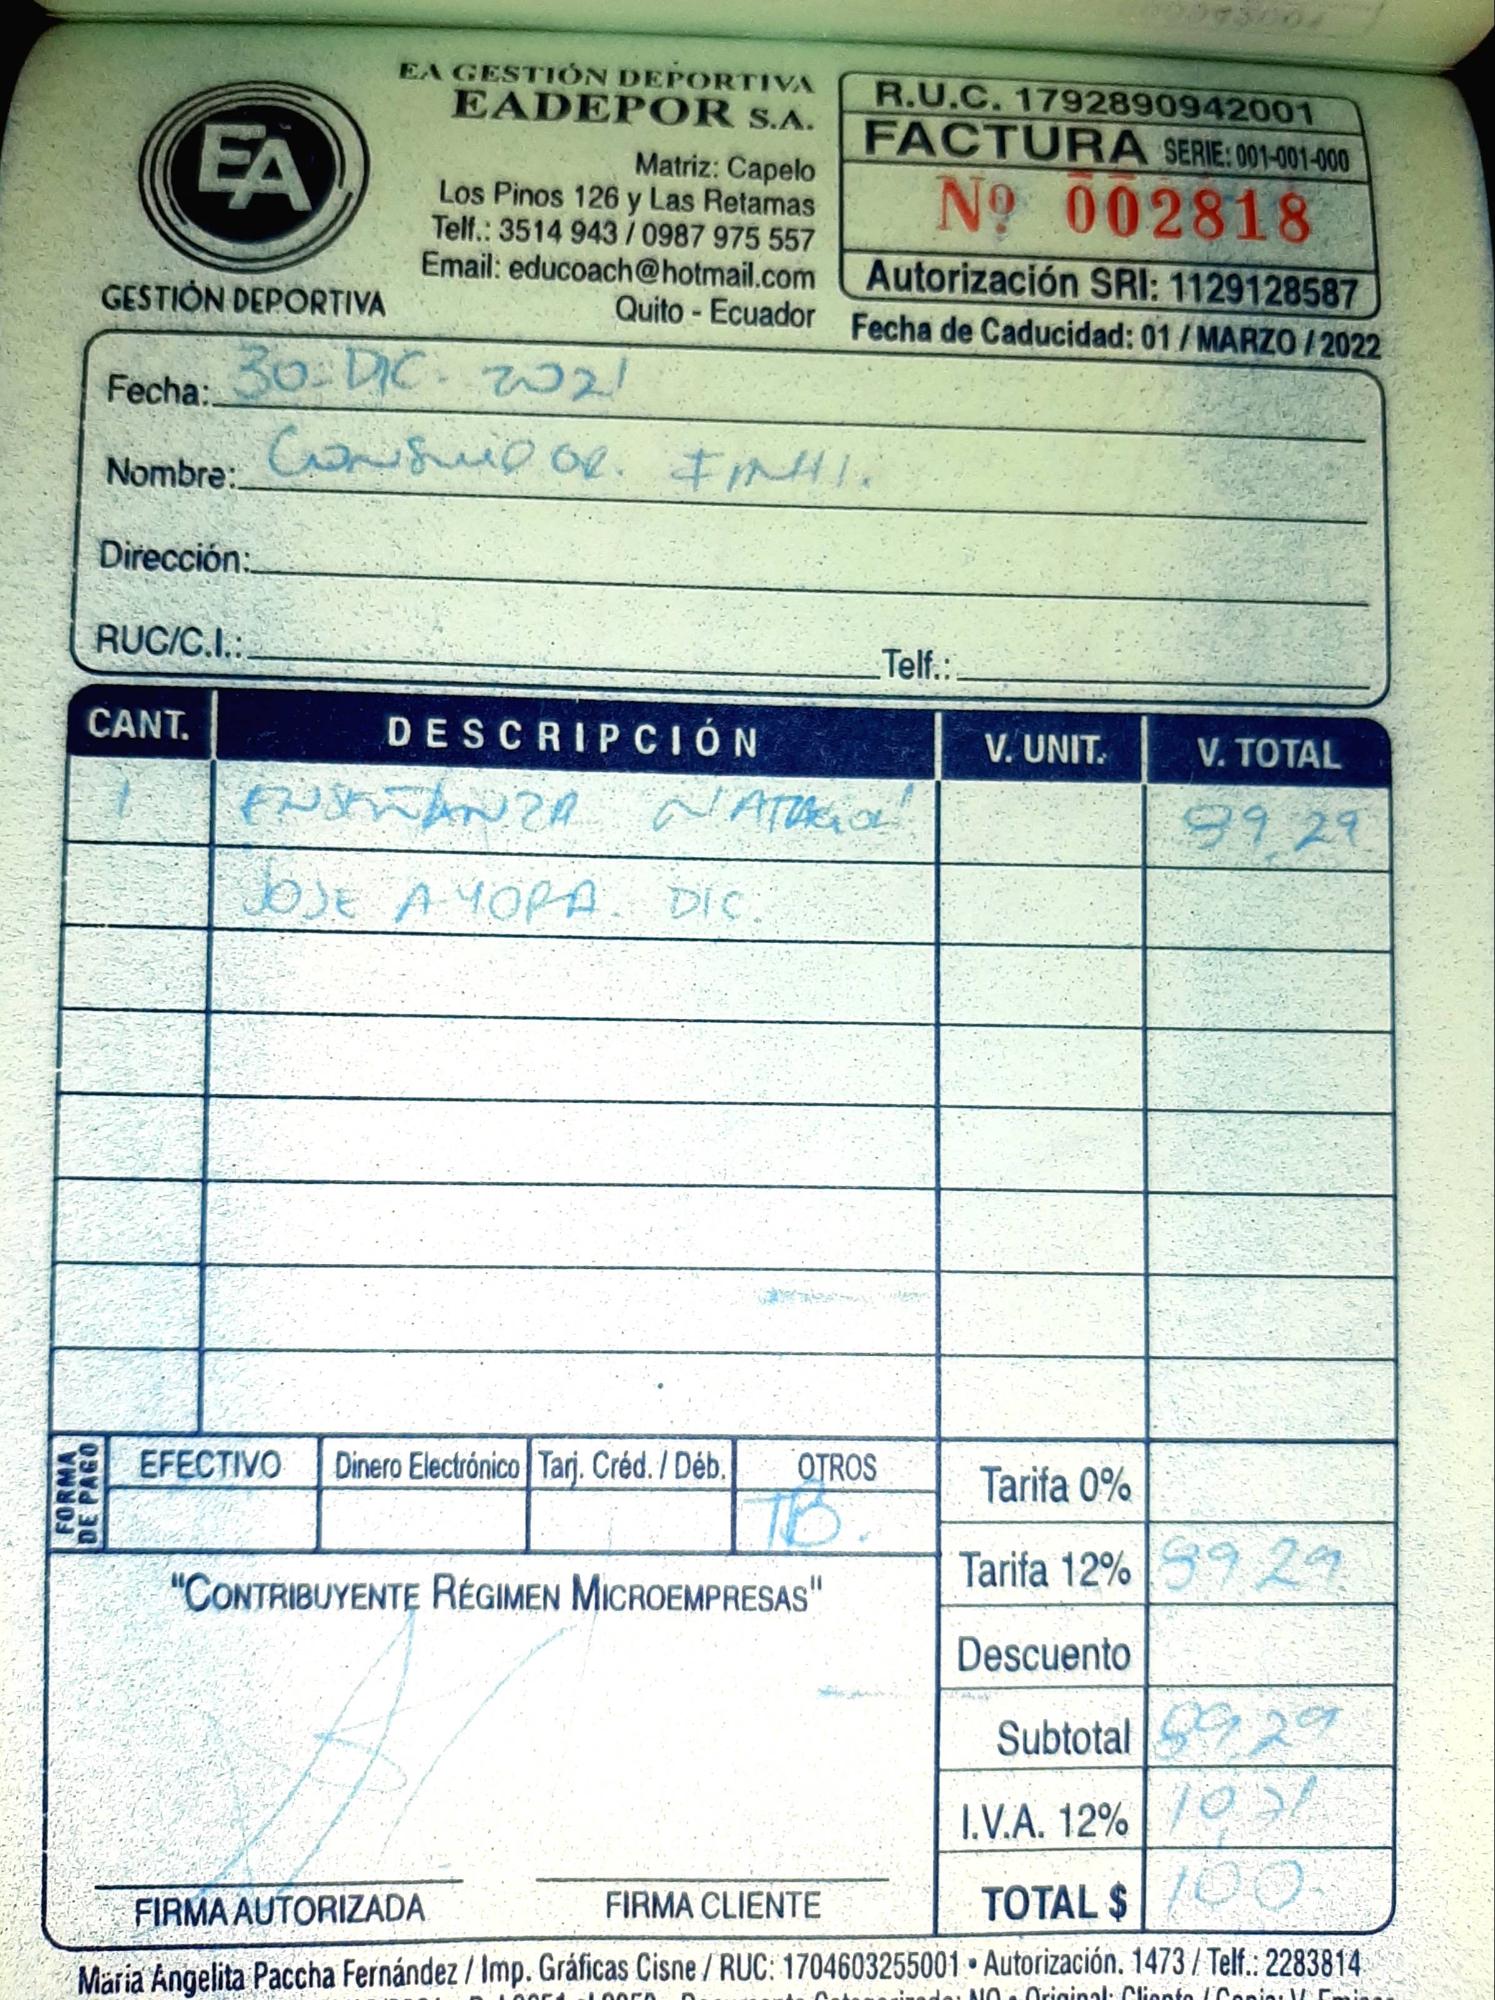 EA GESTIÓN DEPORTIVA
EADEPOR S.A.
EA
GESTIÓN DEPORTIVA
Matriz: Capelo
Los Pinos 126 y Las Retamas
Telf.: 3514 943 / 0987 975 557
Email: educoach@hotmail.com
Quito - Ecuador
R.U.C. 1792890942001
FACTURA SERIE: 001-001-000
Nº 002818
Autorización SRI: 1129128587
Fecha de Caducidad: 01 / MARZO / 2022
Fecha: 30-DIC. 2021
Nombre: CONSUMIDOR. FINAL.
Dirección:
RUC/C.I.: Telf.:
CANT. DESCRIPCIÓN V. UNIT. V. TOTAL
1 ENSEÑANZA NATACION 89.29
JOSE AYORA. DIC.
FORMA DE PAGO EFECTIVO Dinero Electrónico Tarj. Créd. / Déb. OTROS
TB.
Tarifa 0%
Tarifa 12% 89.29
Descuento
Subtotal 89.29
I.V.A. 12% 10,71
TOTAL $ 100
"CONTRIBUYENTE RÉGIMEN MICROEMPRESAS"
FIRMA AUTORIZADA FIRMA CLIENTE
Maria Angelita Paccha Fernández / Imp. Gráficas Cisne / RUC: 1704603255001 • Autorización. 1473 / Telf.: 2283814